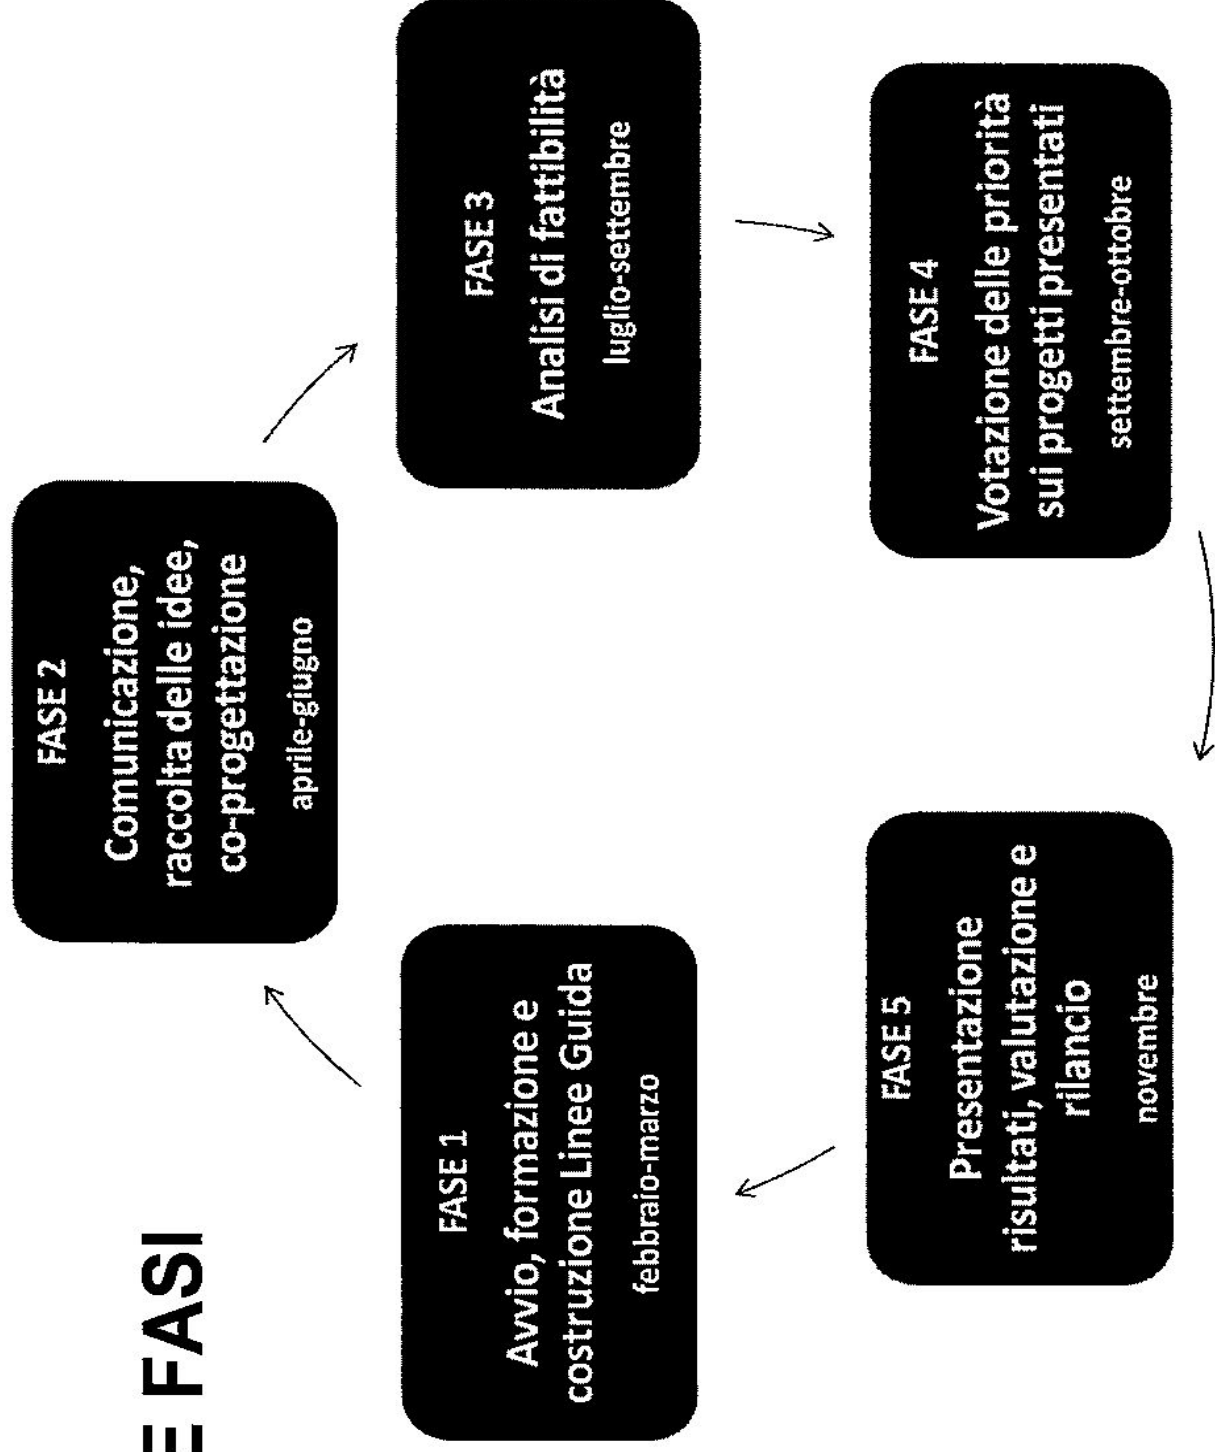 E FASI
FASE 1
Avvio, formazione e
costruzione Linee Guida
febbraio-marzo
FASE 2
Comunicazione,
raccolta delle idee,
co-progettazione
aprile-giugno
FASE 3
Analisi di fattibilità
luglio-settembre
FASE 4
Votazione delle priorità
sui progetti presentati
settembre-ottobre
FASE 5
Presentazione
risultati, valutazione e
rilancio
novembre